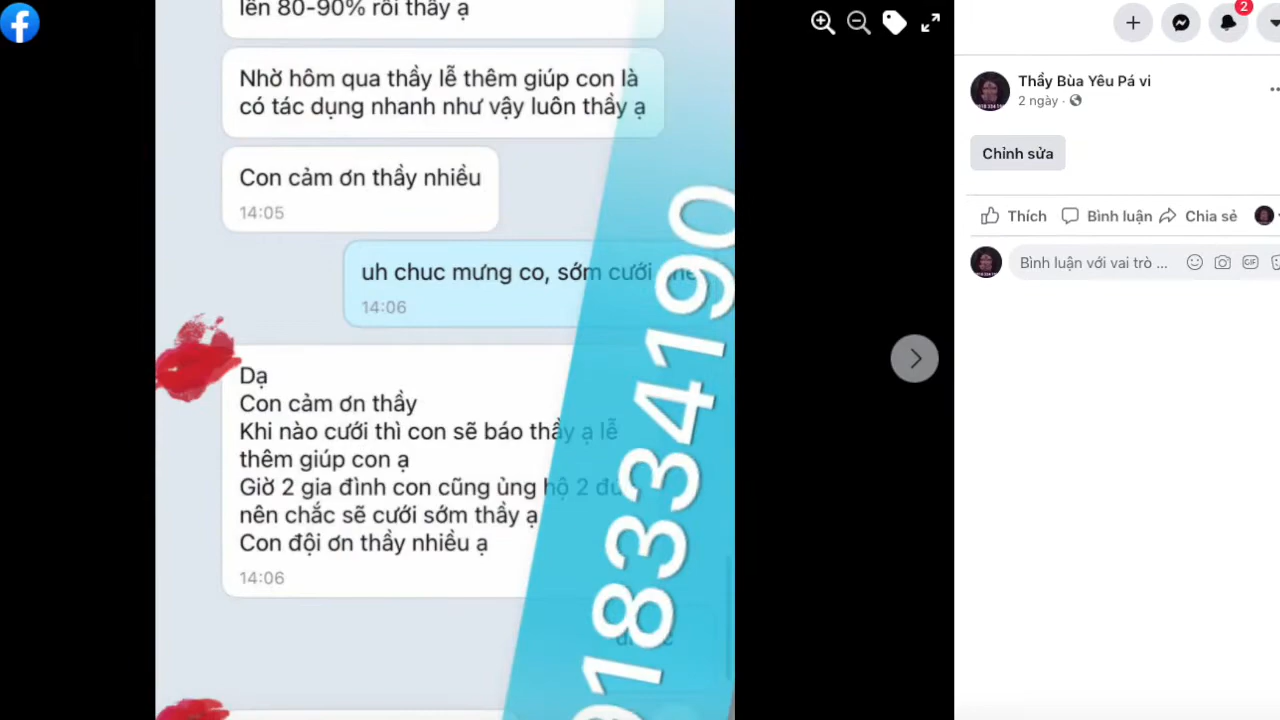 lên 80-90% rồi thầy ạ
Nhờ hôm qua thầy lễ thêm giúp con là
có tác dụng nhanh như vậy luôn thầy ạ
Con cảm ơn thầy nhiều
14:05
uh chuc mưng co, sớm cưới
14:06
Dạ
Con cảm ơn thầy
Khi nào cưới thì con sẽ báo thầy ạ lễ
thêm giúp con ạ
Giờ 2 gia đình con cũng ủng hộ 2
nên chắc sẽ cưới sớm thầy ạ
Con đội ơn thầy nhiều ạ
14:06
918334190
2
Thầy Bùa Yêu Pá vi
2 ngày ·
Chỉnh sửa
Thích
Bình luận
Chia sẻ
Bình luận với vai trò ...
GIF